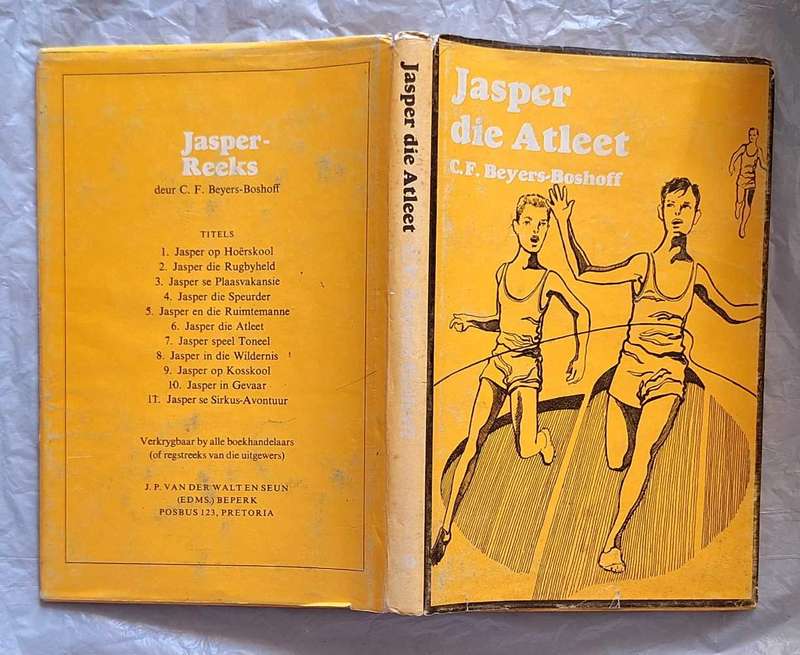 Jasper-
Reeks
deur C. F. Beyers-Boshoff
TITELS
1. Jasper op Hoërskool
2. Jasper die Rugbyheld
3. Jasper se Plaasvakansie
4. Jasper die Speurder
5. Jasper en die Ruimtemanne
6. Jasper die Atleet
7. Jasper speel Toneel
8. Jasper in die Wildernis
9. Jasper op Kosskool
10. Jasper in Gevaar
11. Jasper se Sirkus-Avontuur
Verkrygbaar by alle boekhandelaars
(of regstreeks van die uitgewers)
J. P. VAN DER WALT EN SEUN
(EDMS.) BEPERK
POSBUS 123, PRETORIA
Jasper die Atleet
Jasper
die Atleet
C. F. Beyers-Boshoff